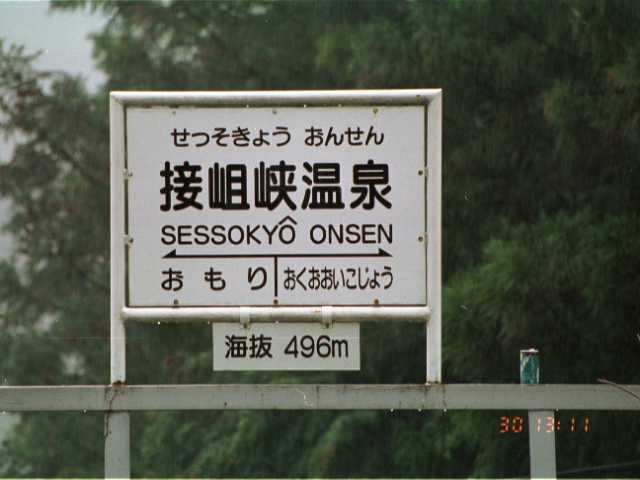 せっそきょう おんせん
接岨峡温泉
SESSOKYÔ ONSEN
おもり おくおおいこじょう
海抜 496m
30 13:11